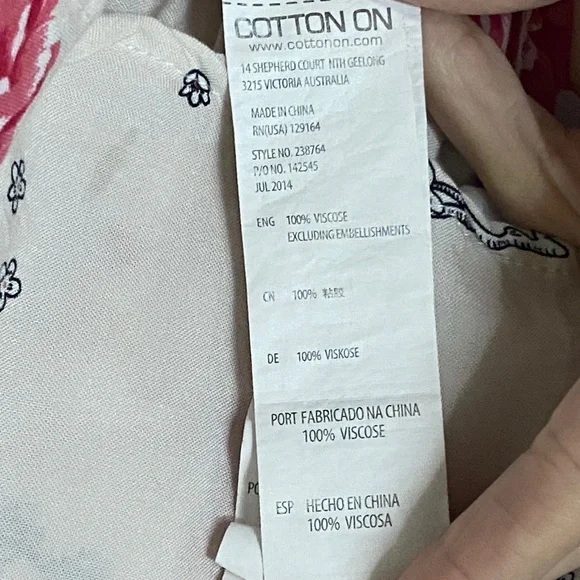 COTTON ON
www.cottonon.com
14 SHEPHERD COURT NTH GEELONG
3215 VICTORIA AUSTRALIA
MADE IN CHINA
RN(USA) 129164
STYLE NO. 238764
P/O NO. 142545
JUL 2014
ENG 100% VISCOSE
EXCLUDING EMBELLISHMENTS
CN 100% 粘胶
DE 100% VISKOSE
PORT FABRICADO NA CHINA
100% VISCOSE
ESP HECHO EN CHINA
100% VISCOSA